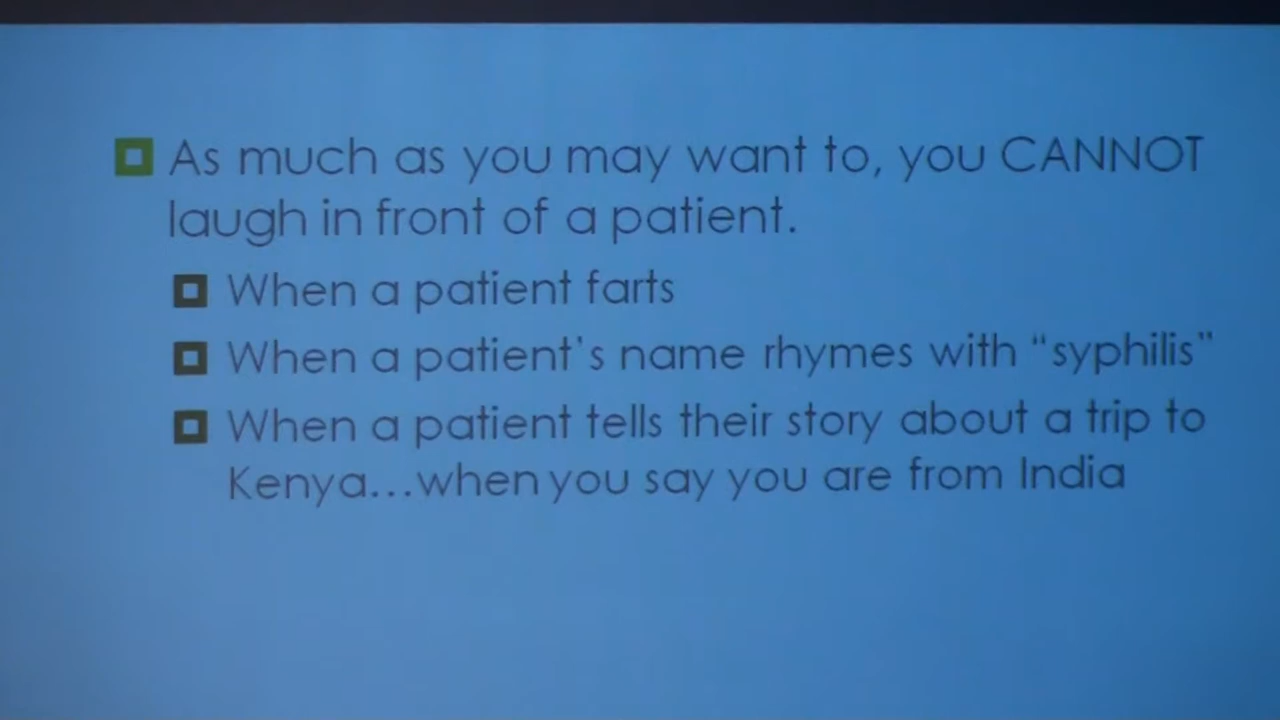 As much as you may want to, you CANNOT
laugh in front of a patient.
When a patient farts
When a patient's name rhymes with “syphilis”
When a patient tells their story about a trip to
Kenya...when you say you are from India